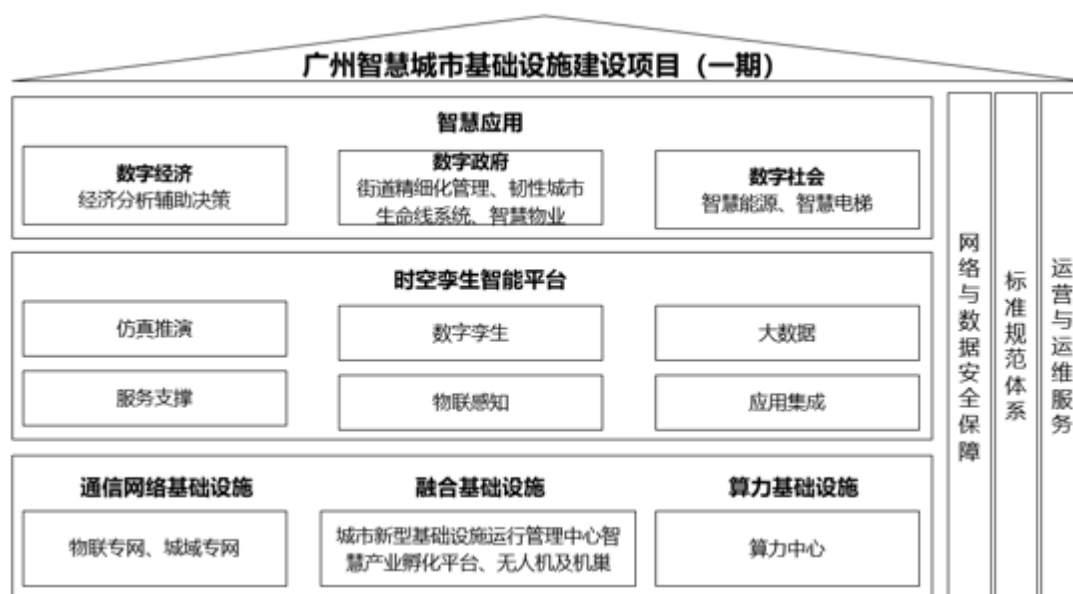 广州智慧城市基础设施建设项目（一期）
智慧应用
数字经济
经济分析辅助决策
数字政府
街道精细化管理、韧性城市
生命线系统、智慧物业
数字社会
智慧能源、智慧电梯
时空孪生智能平台
仿真推演
数字孪生
大数据
服务支撑
物联感知
应用集成
通信网络基础设施
物联专网、城域专网
融合基础设施
城市新型基础设施运行管理中心智
慧产业孵化平台、无人机及机巢
算力基础设施
算力中心
网络与数据安全保障
标准规范体系
运营与运维服务